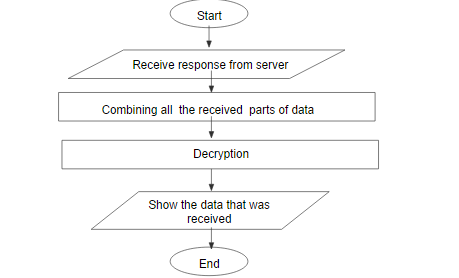 Start
Receive response from server
Combining all the received parts of data
Decryption
Show the data that was
received
End